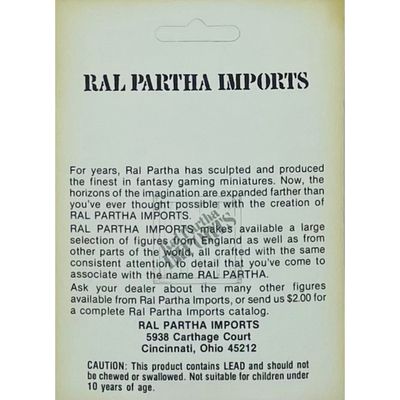 RAL PARTHA IMPORTS
For years, Ral Partha has sculpted and produced
the finest in fantasy gaming miniatures. Now, the
horizons of the imagination are expanded farther than
you've ever thought possible with the creation of
RAL PARTHA IMPORTS.
RAL PARTHA IMPORTS makes available a large
selection of figures from England as well as from
other parts of the world, all crafted with the same
consistent attention to detail that you've come to
associate with the name RAL PARTHA.
Ask your dealer about the many other figures
available from Ral Partha Imports, or send us $2.00 for
a complete Ral Partha Imports catalog.
RAL PARTHA IMPORTS
5938 Carthage Court
Cincinnati, Ohio 45212
CAUTION: This product contains LEAD and should not
be chewed or swallowed. Not suitable for children under
10 years of age.